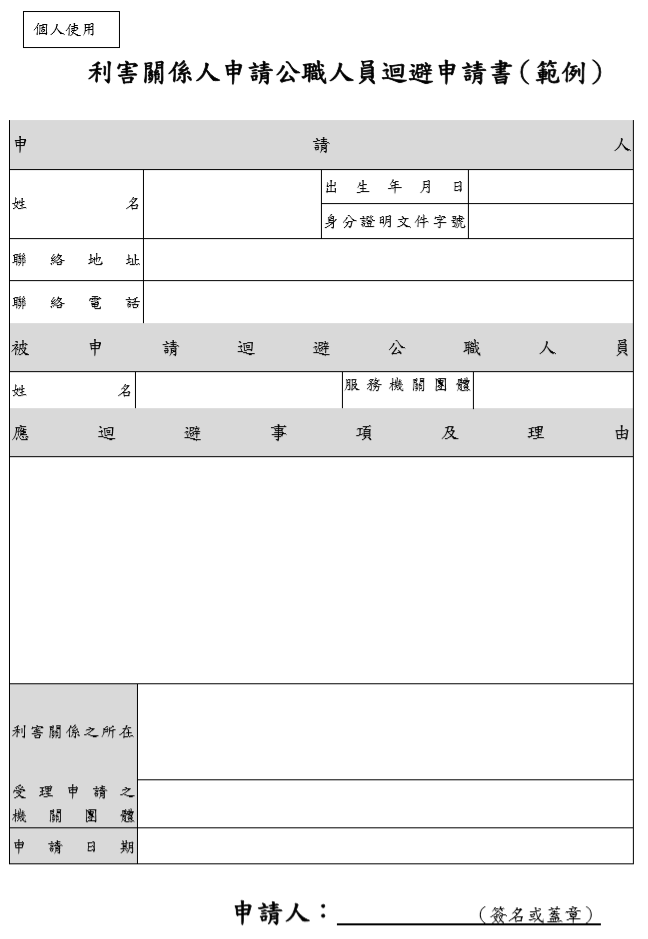 個人使用
利害關係人申請公職人員迴避申請書(範例)
申請人
姓名
出生年月日
身分證明文件字號
聯絡地址
聯絡電話
被申請迴避公職人員
姓名
服務機關團體
應迴避事項及理由
利害關係之所在
受理申請之
機關團體
申請日期
申請人：
(簽名或蓋章)